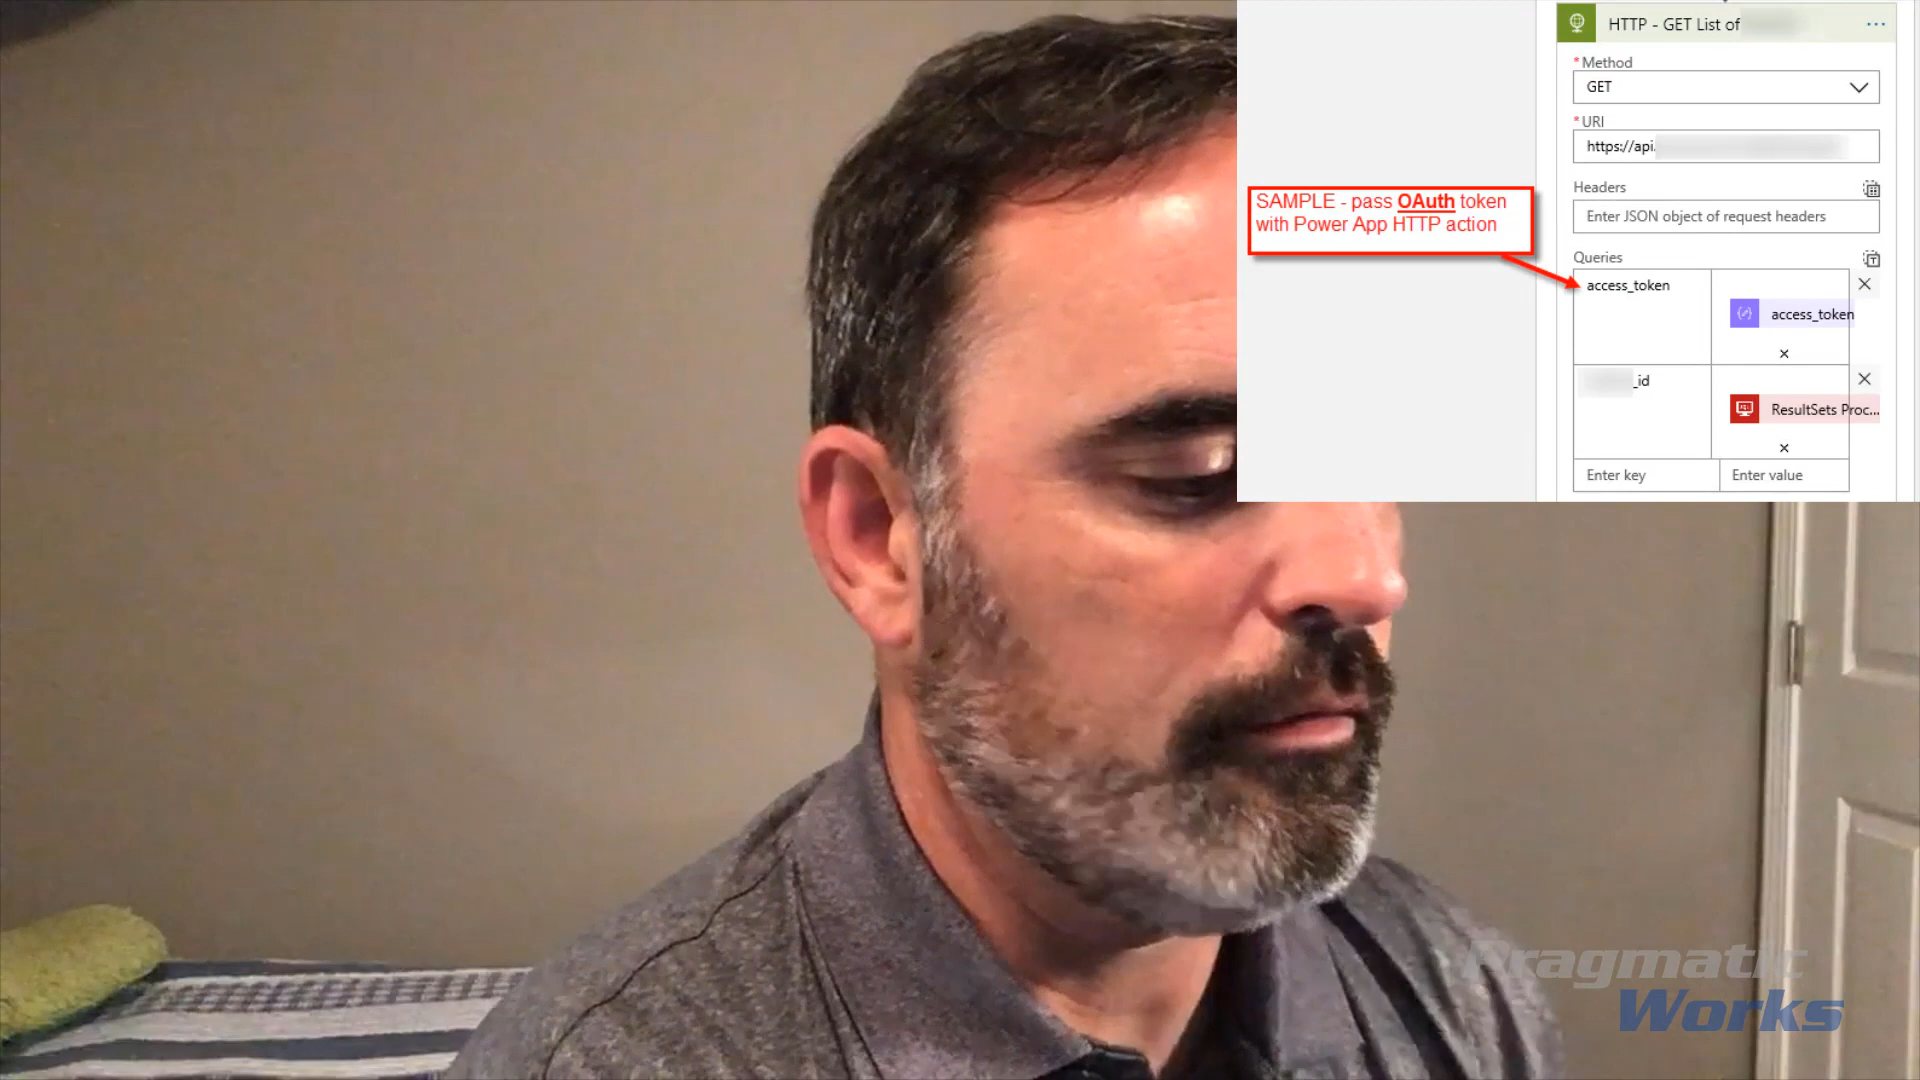 HTTP - GET List of
* Method
GET
* URI
https://api.
SAMPLE - pass OAuth token
with Power App HTTP action
Headers
Enter JSON object of request headers
Queries
access_token
access_token
_id
ResultSets Proc...
Enter key
Enter value
Pragmatic
Works